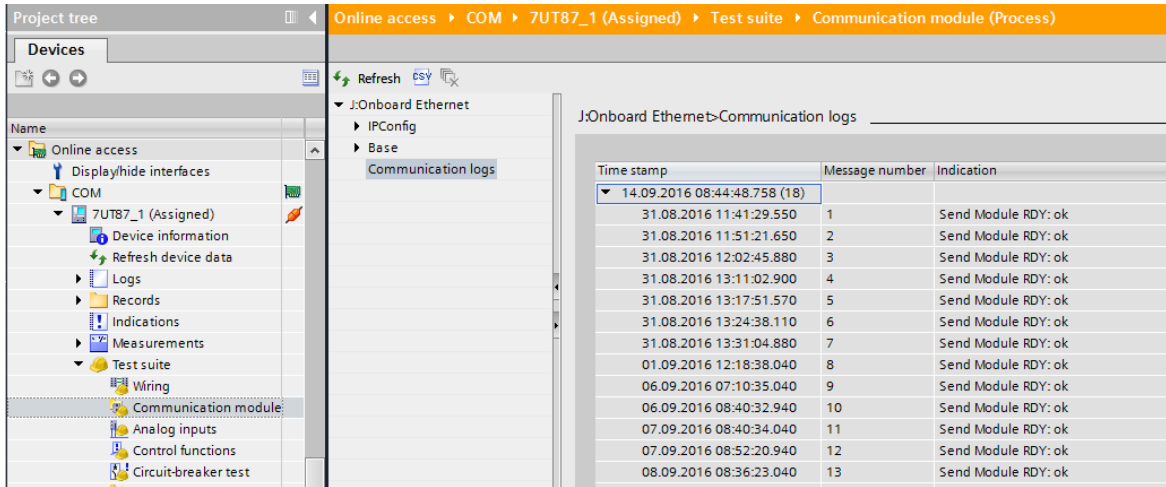 Project tree
Online access ▸ COM ▸ 7UT87_1 (Assigned) ▸ Test suite ▸ Communication module (Process)
Devices
Name
Online access
Display/hide interfaces
COM
7UT87_1 (Assigned)
Device information
Refresh device data
Logs
Records
Indications
Measurements
Test suite
Wiring
Communication module
Analog inputs
Control functions
Circuit-breaker test
Refresh CSV
J:Onboard Ethernet
IPConfig
Base
Communication logs
J:Onboard Ethernet>Communication logs
Time stamp Message number Indication
14.09.2016 08:44:48.758 (18)
31.08.2016 11:41:29.550 1 Send Module RDY: ok
31.08.2016 11:51:21.650 2 Send Module RDY: ok
31.08.2016 12:02:45.880 3 Send Module RDY: ok
31.08.2016 13:11:02.900 4 Send Module RDY: ok
31.08.2016 13:17:51.570 5 Send Module RDY: ok
31.08.2016 13:24:38.110 6 Send Module RDY: ok
31.08.2016 13:31:04.880 7 Send Module RDY: ok
01.09.2016 12:18:38.040 8 Send Module RDY: ok
06.09.2016 07:10:35.040 9 Send Module RDY: ok
06.09.2016 08:40:32.940 10 Send Module RDY: ok
07.09.2016 08:40:34.040 11 Send Module RDY: ok
07.09.2016 08:52:20.940 12 Send Module RDY: ok
08.09.2016 08:36:23.040 13 Send Module RDY: ok